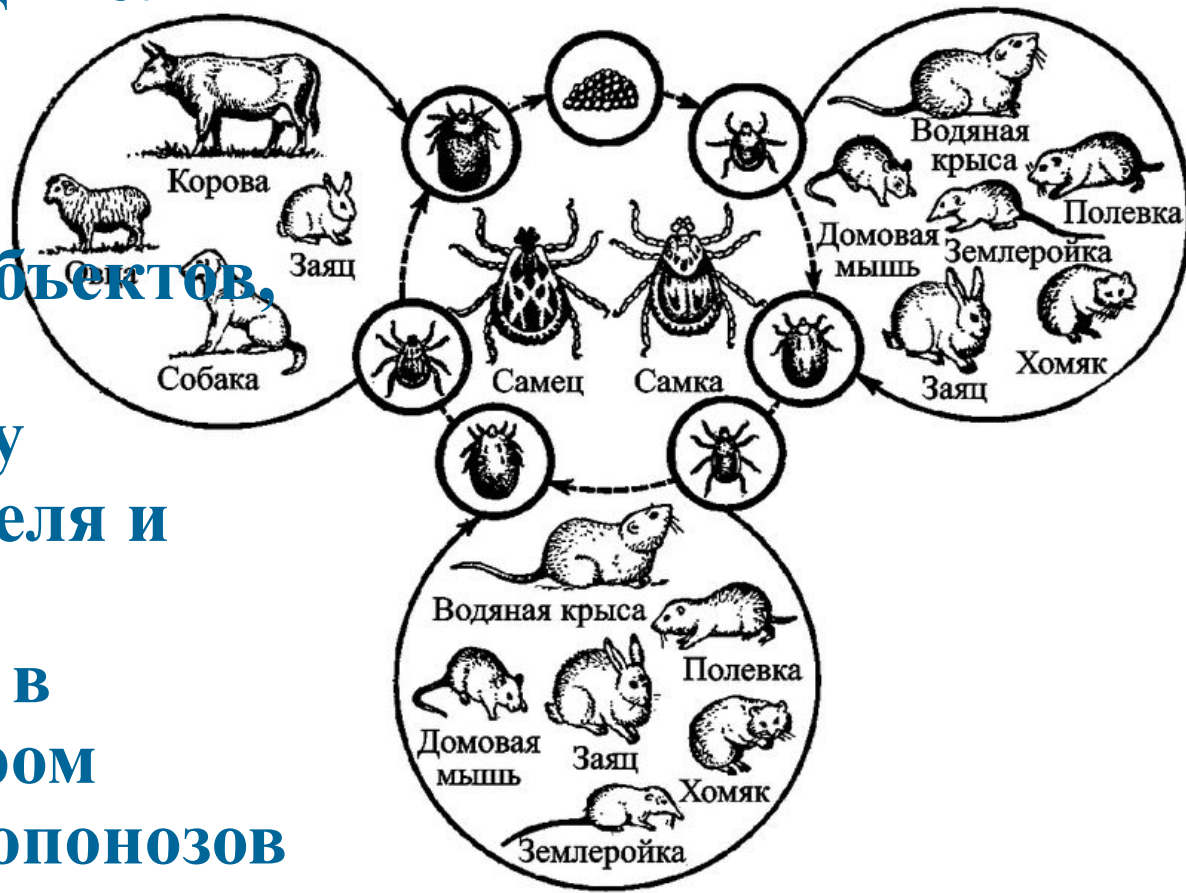 Корова
Овца
Заяц
Собака
Водяная
крыса
Полевка
Домовая
мышь
Землеройка
Хомяк
Заяц
Самец
Самка
Водяная крыса
Полевка
Домовая
мышь
Заяц
Хомяк
Землеройка
бъектов,
у
еля и
в
ром
опонозов